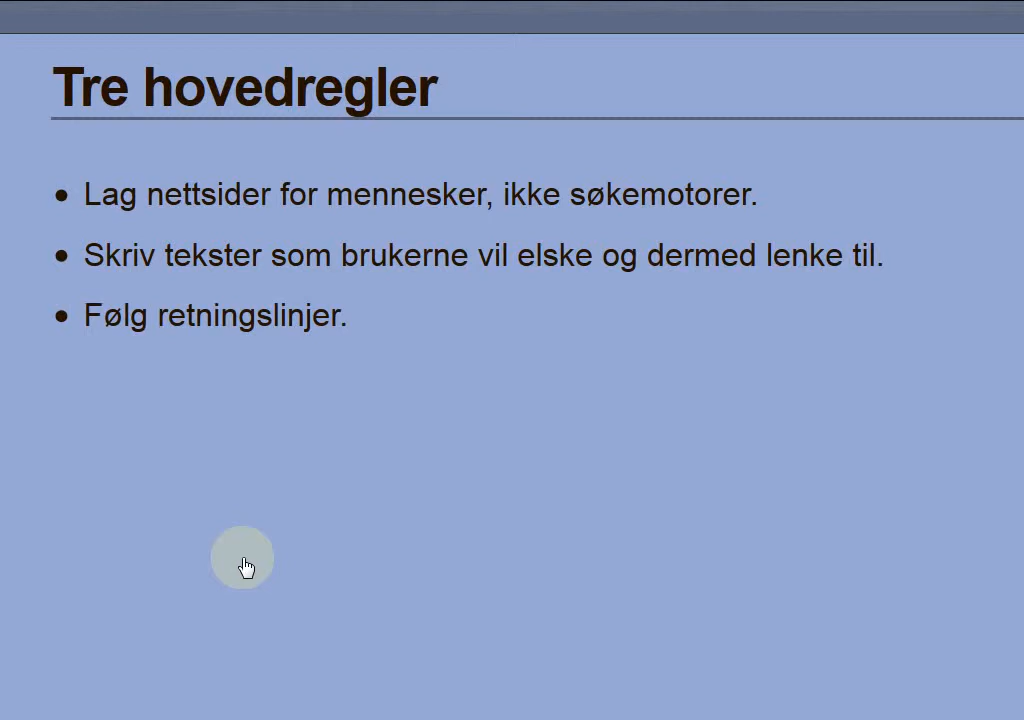 Tre hovedregler
• Lag nettsider for mennesker, ikke søkemotorer.
• Skriv tekster som brukerne vil elske og dermed lenke til.
• Følg retningslinjer.